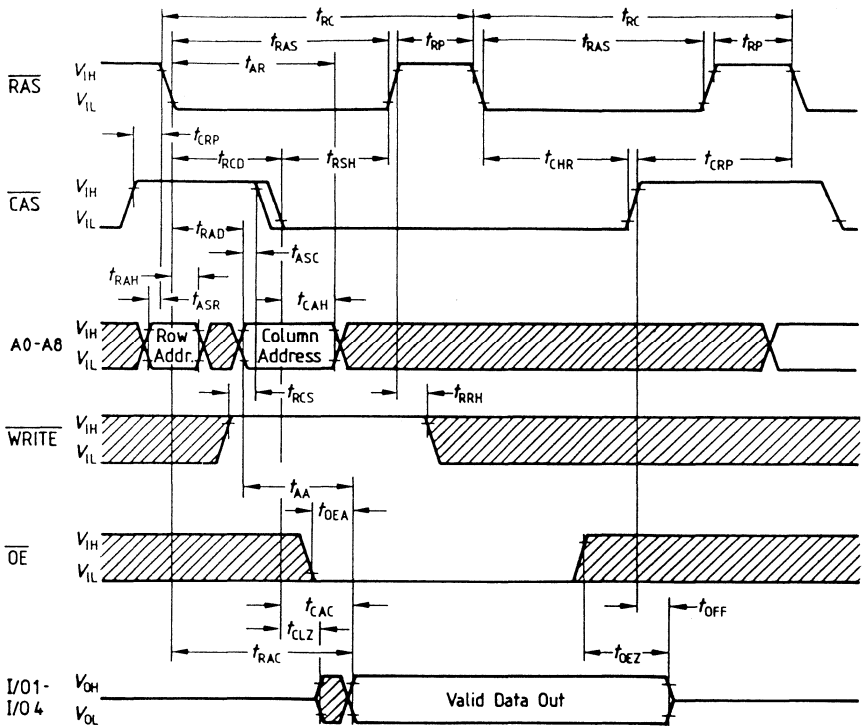 tRC tRC
tRAS tRP tRAS tRP
tAR
RAS VIH
VIL
tCRP
tRCD tRSH tCHR tCRP
CAS VIH
VIL
tRAD
tASC
tRAH
tASR tCAH
A0-A8 VIH
VIL
Row
Addr.
Column
Address
tRCS tRRH
WRITE VIH
VIL
tAA
tOEA
OE VIH
VIL
tCAC tOFF
tCLZ
tRAC tOEZ
I/O1-
I/O4
VOH
VOL
Valid Data Out